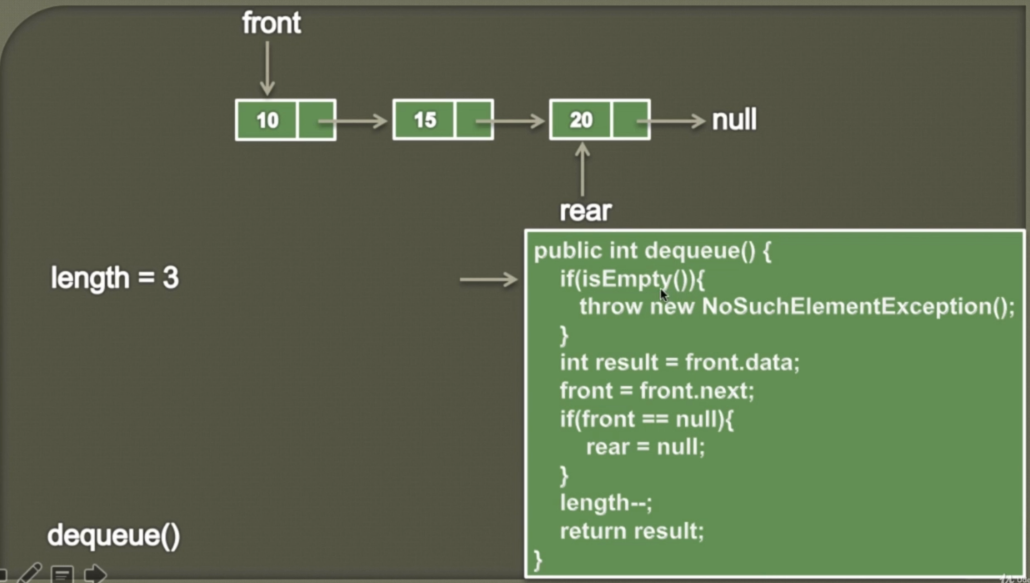 front
10 15 20 null
rear
length = 3
public int dequeue() {
if(isEmpty()){
throw new NoSuchElementException();
}
int result = front.data;
front = front.next;
if(front == null){
rear = null;
}
length--;
return result;
}
dequeue()